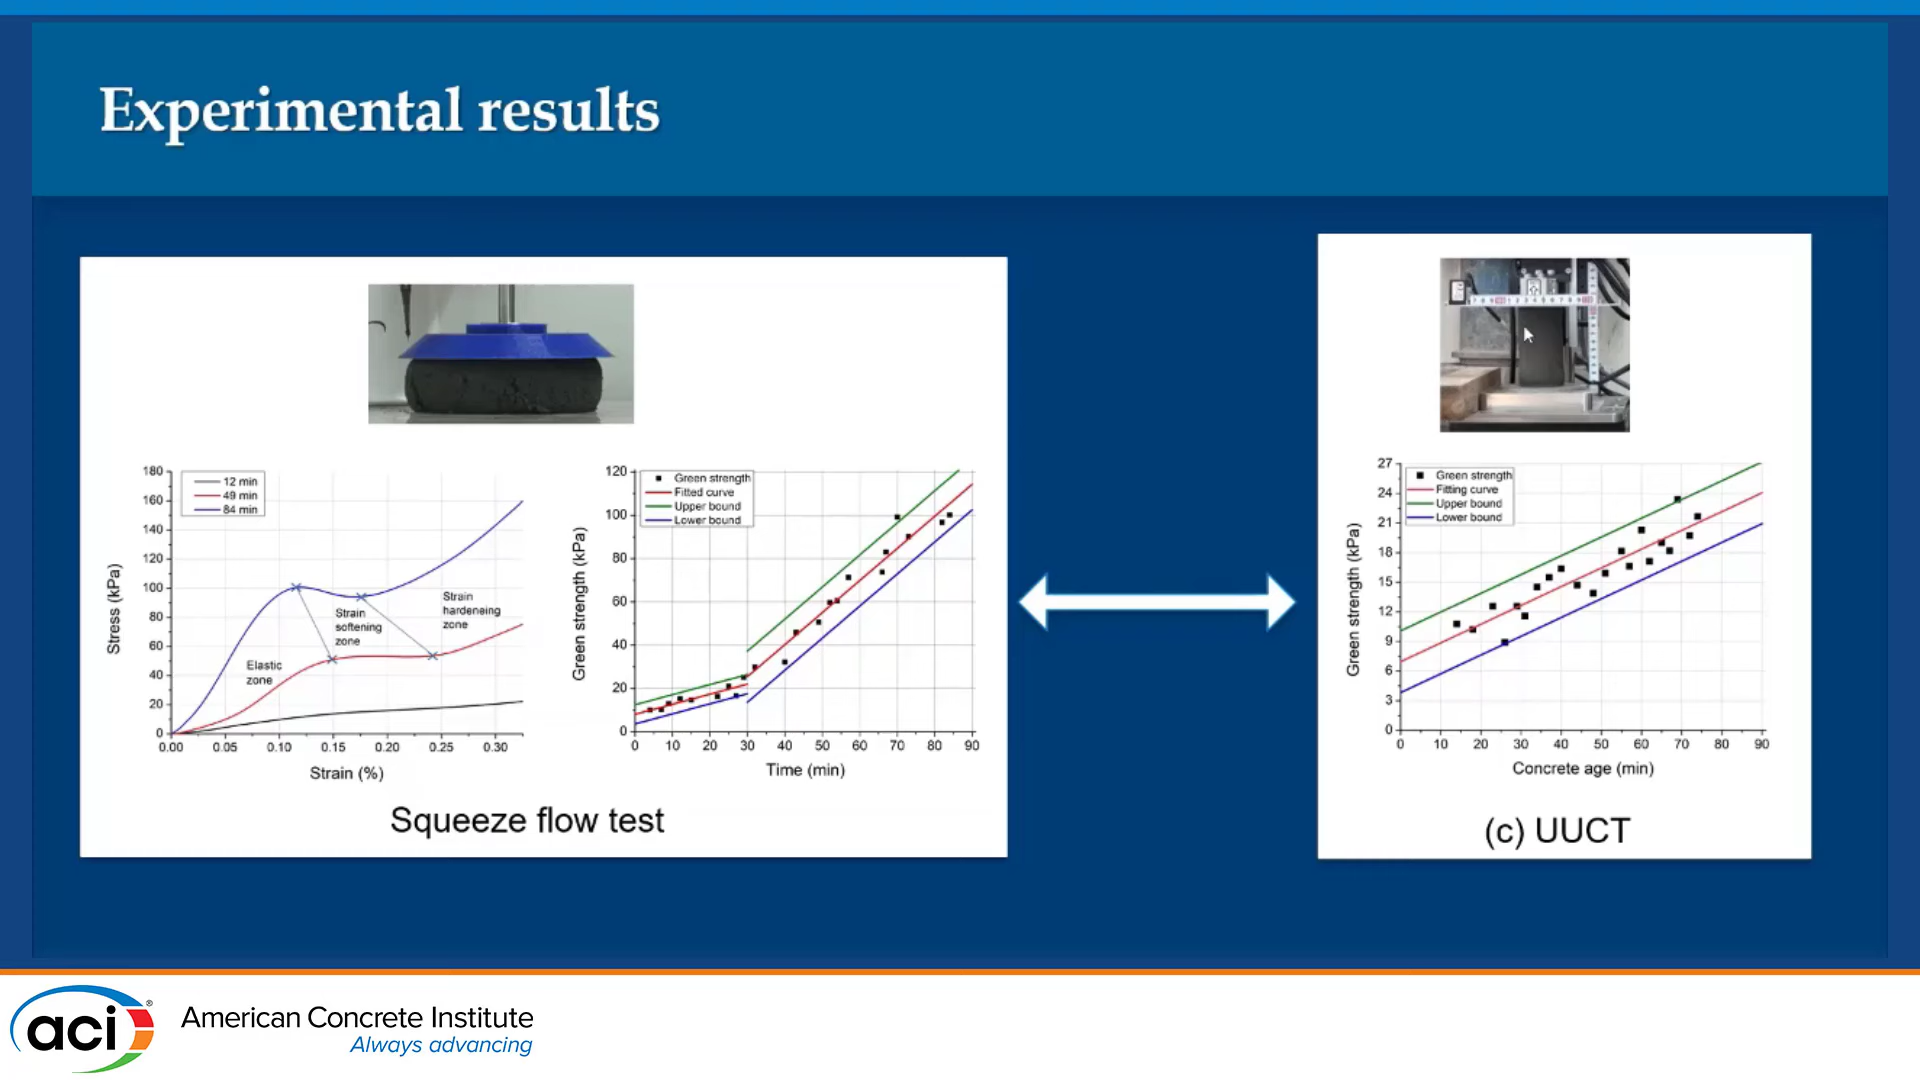 Experimental results
180
160
140
120
100
80
60
40
20
0
Stress (kPa)
12 min
49 min
84 min
Elastic
zone
Strain
softening
zone
Strain
hardeneing
zone
0.00 0.05 0.10 0.15 0.20 0.25 0.30
Strain (%)
120
100
80
60
40
20
0
Green strength (kPa)
Green strength
Fitted curve
Upper bound
Lower bound
0 10 20 30 40 50 60 70 80 90
Time (min)
Squeeze flow test
27
24
21
18
15
12
9
6
3
0
Green strength (kPa)
Green strength
Fitting curve
Upper bound
Lower bound
0 10 20 30 40 50 60 70 80 90
Concrete age (min)
(c) UUCT
aci®
American Concrete Institute
Always advancing